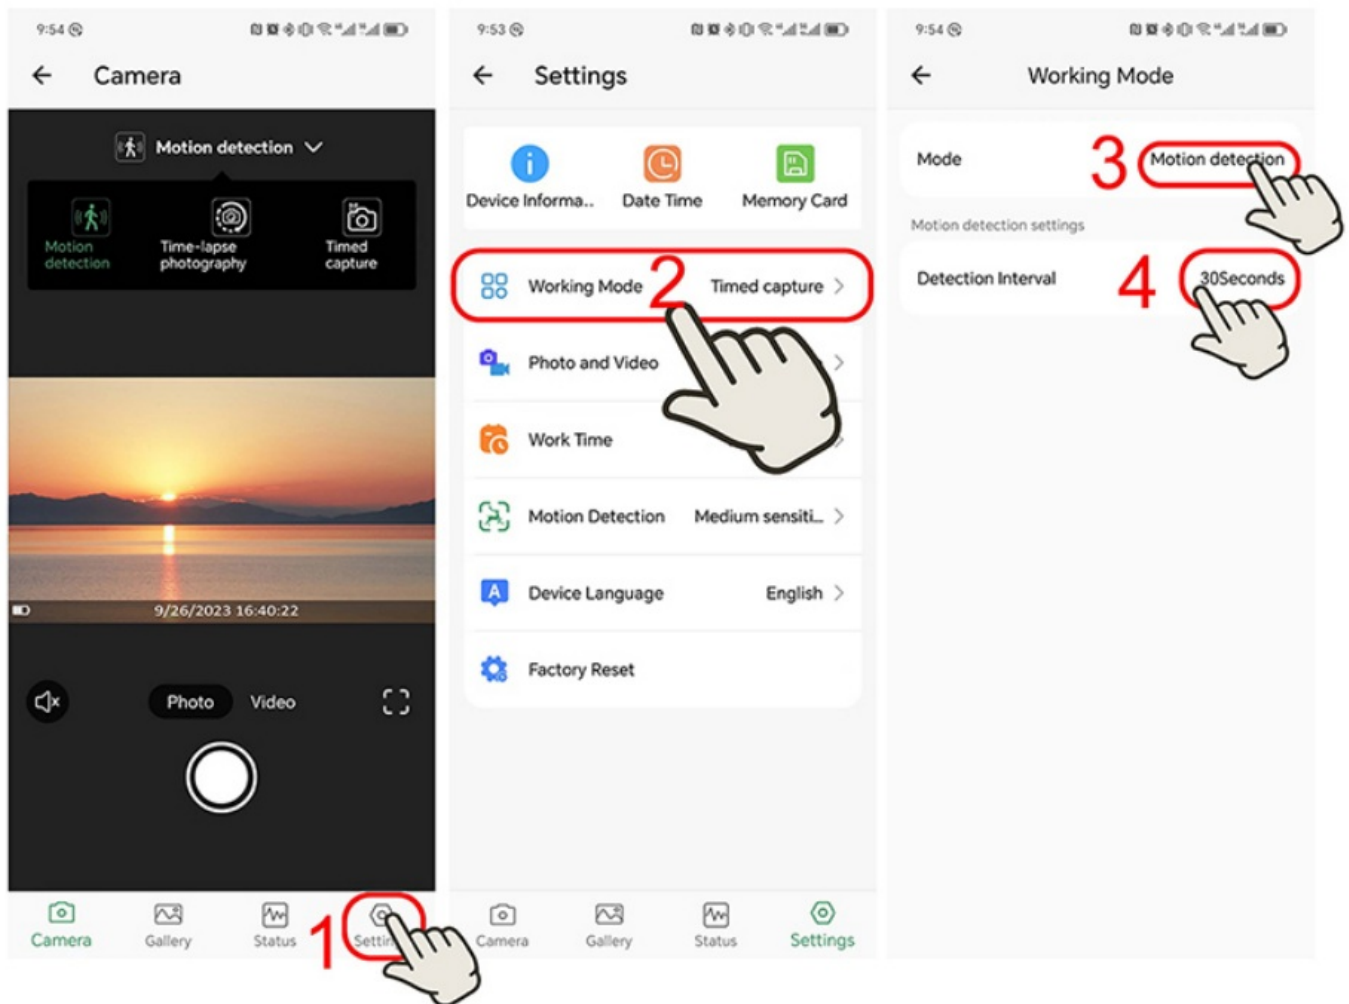 9:54
Camera
Motion detection
Motion
detection
Time-lapse
photography
Timed
capture
9/26/2023 16:40:22
Photo
Video
Camera
Gallery
Status
Settin
1
9:53
Settings
Device Informa..
Date Time
Memory Card
Working Mode
2
Timed capture
Photo and Video
Work Time
Motion Detection
Medium sensiti...
Device Language
English
Factory Reset
Camera
Gallery
Status
Settings
9:54
Working Mode
Mode
3
Motion detection
Motion detection settings
Detection Interval
4
30Seconds